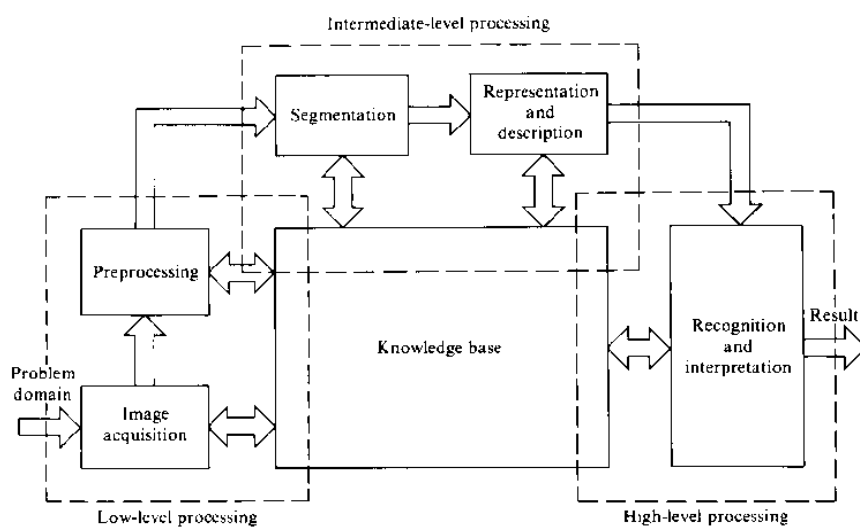 Intermediate-level processing
Segmentation
Representation
and
description
Preprocessing
Knowledge base
Recognition
and
interpretation
Result
Problem
domain
Image
acquisition
Low-level processing
High-level processing